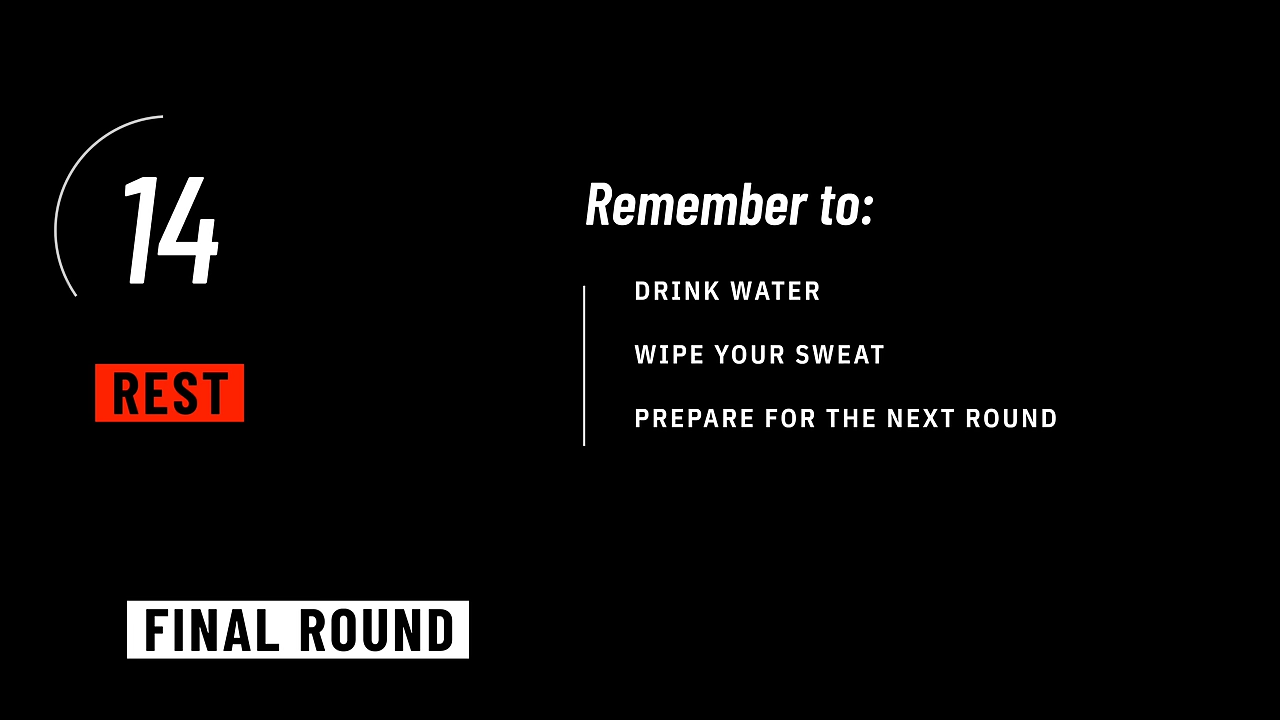 14
REST
Remember to:
DRINK WATER
WIPE YOUR SWEAT
PREPARE FOR THE NEXT ROUND
FINAL ROUND